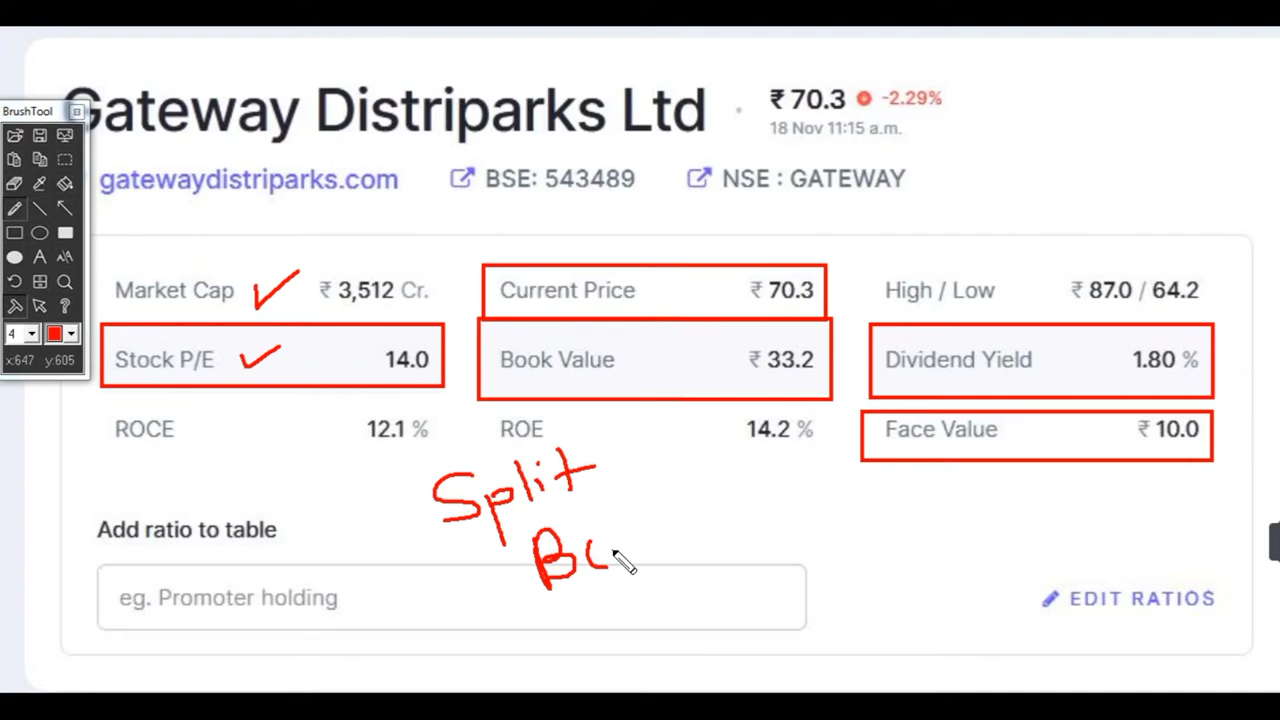 BrushTool
Gateway Distriparks Ltd
₹ 70.3 -2.29%
18 Nov 11:15 a.m.
gatewaydistriparks.com
BSE: 543489
NSE : GATEWAY
Market Cap ₹ 3,512 Cr.
Current Price ₹ 70.3
High / Low ₹ 87.0 / 64.2
Stock P/E 14.0
Book Value ₹ 33.2
Dividend Yield 1.80 %
ROCE 12.1 %
ROE 14.2 %
Face Value ₹ 10.0
4
x:647 y:605
Split
Add ratio to table
eg. Promoter holding
EDIT RATIOS